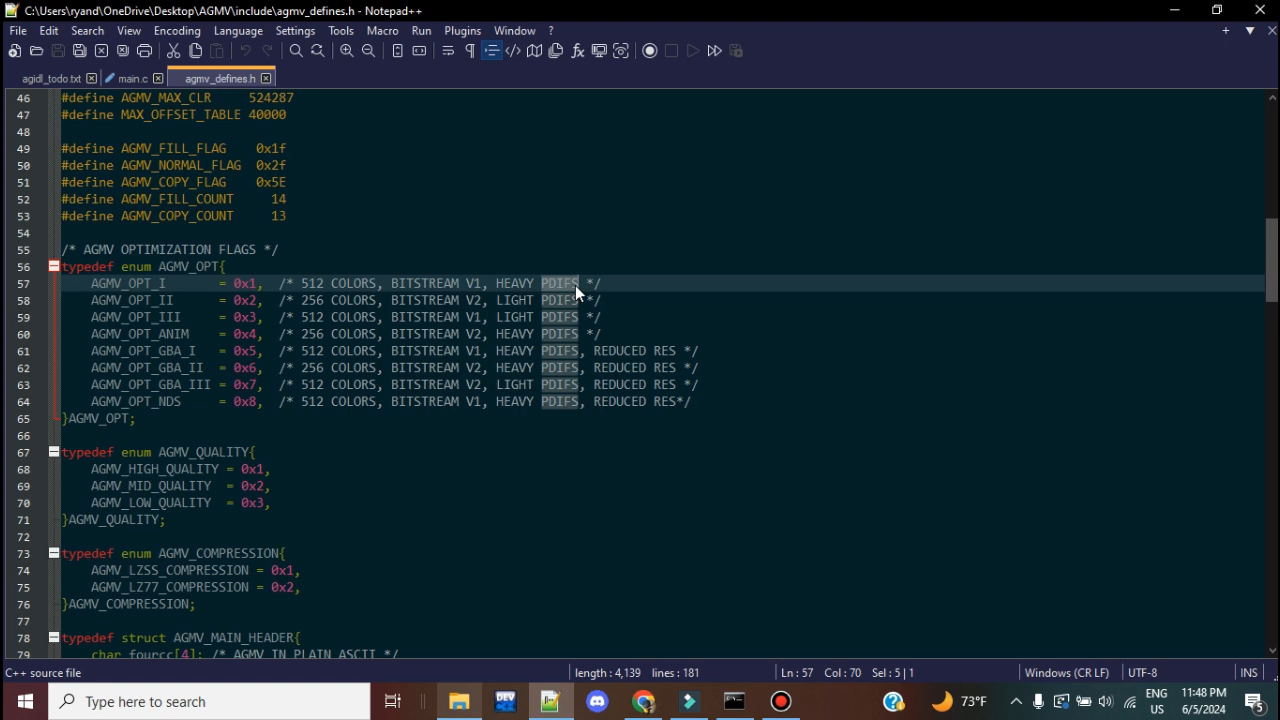 C:\Users\ryand\OneDrive\Desktop\AGMV\include\agmv_defines.h - Notepad++
File Edit Search View Encoding Language Settings Tools Macro Run Plugins Window ?
agidl_todo.txt main.c agmv_defines.h
46 #define AGMV_MAX_CLR 524287
47 #define MAX_OFFSET_TABLE 40000
48
49 #define AGMV_FILL_FLAG 0x1f
50 #define AGMV_NORMAL_FLAG 0x2f
51 #define AGMV_COPY_FLAG 0x5E
52 #define AGMV_FILL_COUNT 14
53 #define AGMV_COPY_COUNT 13
54
55 /* AGMV OPTIMIZATION FLAGS */
56 typedef enum AGMV_OPT{
57 AGMV_OPT_I = 0x1, /* 512 COLORS, BITSTREAM V1, HEAVY PDIFS */
58 AGMV_OPT_II = 0x2, /* 256 COLORS, BITSTREAM V2, LIGHT PDIFS */
59 AGMV_OPT_III = 0x3, /* 512 COLORS, BITSTREAM V1, LIGHT PDIFS */
60 AGMV_OPT_ANIM = 0x4, /* 256 COLORS, BITSTREAM V2, HEAVY PDIFS */
61 AGMV_OPT_GBA_I = 0x5, /* 512 COLORS, BITSTREAM V1, HEAVY PDIFS, REDUCED RES */
62 AGMV_OPT_GBA_II = 0x6, /* 256 COLORS, BITSTREAM V2, HEAVY PDIFS, REDUCED RES */
63 AGMV_OPT_GBA_III = 0x7, /* 512 COLORS, BITSTREAM V2, LIGHT PDIFS, REDUCED RES */
64 AGMV_OPT_NDS = 0x8, /* 512 COLORS, BITSTREAM V1, HEAVY PDIFS, REDUCED RES*/
65 }AGMV_OPT;
66
67 typedef enum AGMV_QUALITY{
68 AGMV_HIGH_QUALITY = 0x1,
69 AGMV_MID_QUALITY = 0x2,
70 AGMV_LOW_QUALITY = 0x3,
71 }AGMV_QUALITY;
72
73 typedef enum AGMV_COMPRESSION{
74 AGMV_LZSS_COMPRESSION = 0x1,
75 AGMV_LZ77_COMPRESSION = 0x2,
76 }AGMV_COMPRESSION;
77
78 typedef struct AGMV_MAIN_HEADER{
79 char fourcc[4]; /* AGMV IN PLAIN ASCII */
C++ source file length : 4,139 lines : 181 Ln : 57 Col : 70 Sel : 5 | 1 Windows (CR LF) UTF-8 INS
Type here to search DEV 73°F ENG US 11:48 PM 6/5/2024 5